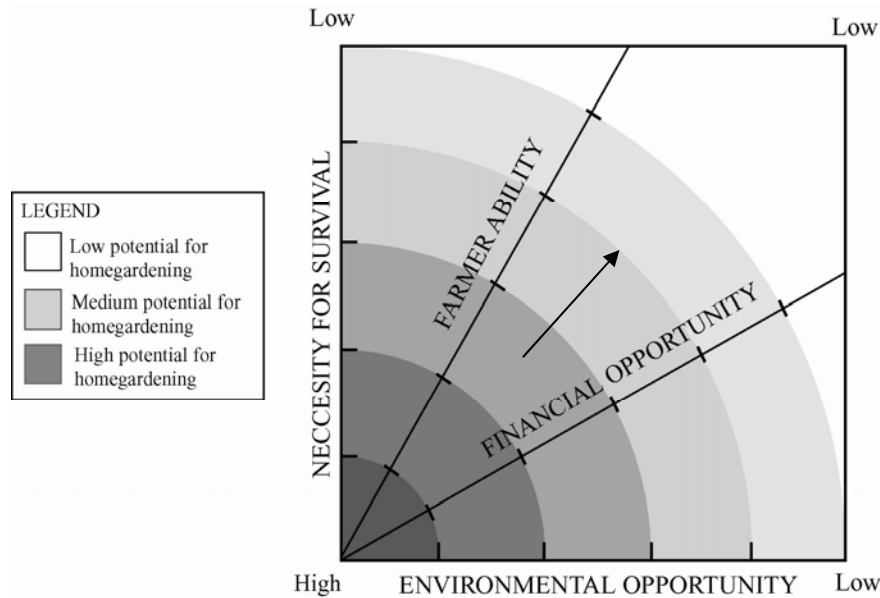 Low
Low
LEGEND
Low potential for
homegardening
Medium potential for
homegardening
High potential for
homegardening
NECCESITY FOR SURVIVAL
FARMER ABILITY
FINANCIAL OPPORTUNITY
High
ENVIRONMENTAL OPPORTUNITY
Low